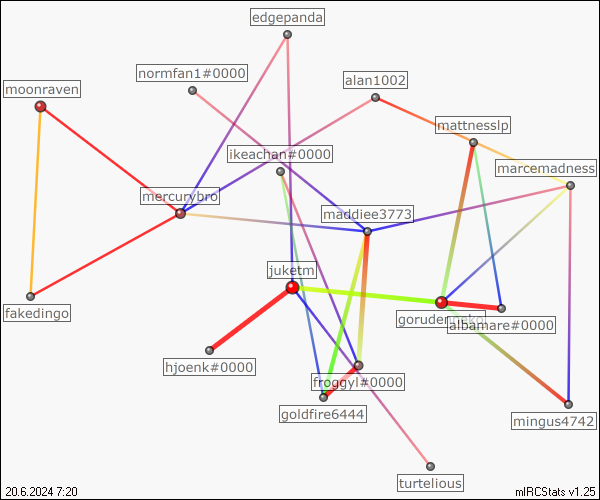 edgepanda
normfan1#0000
alan1002
moonraven
mattnesslp
ikeachan#0000
marcemadness
mercurybro
maddiee3773
juketm
fakedingo
albamare#0000
hjoenk#0000
froggyl#0000
goldfire6444
mingus4742
turtelious
20.6.2024 7:20
mIRCStats v1.25